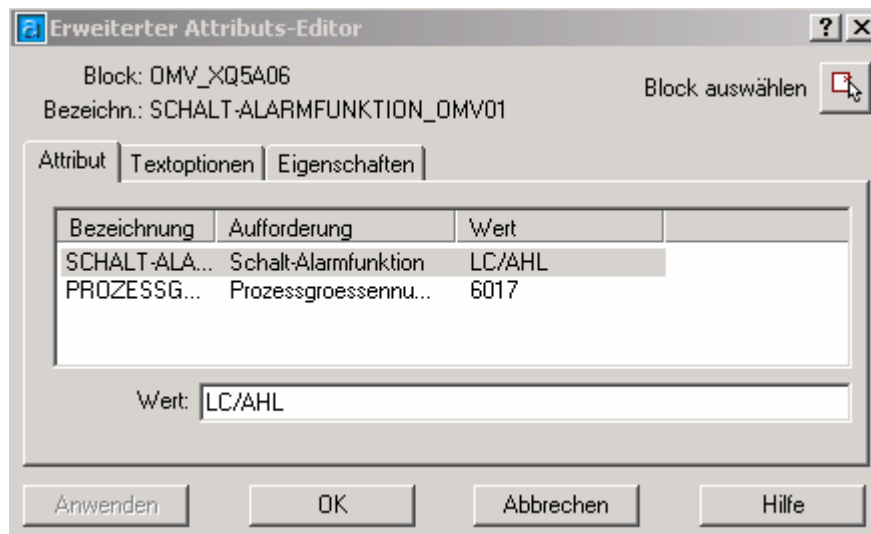 Erweiterter Attributs-Editor
Block: OMV_XQ5A06
Block auswählen
Bezeichn.: SCHALT-ALARMFUNKTION_OMV01
Attribut Textoptionen Eigenschaften
Bezeichnung Aufforderung Wert
SCHALT-ALA... Schalt-Alarmfunktion LC/AHL
PROZESSG... Prozessgroessennu... 6017
Wert: LC/AHL
Anwenden OK Abbrechen Hilfe